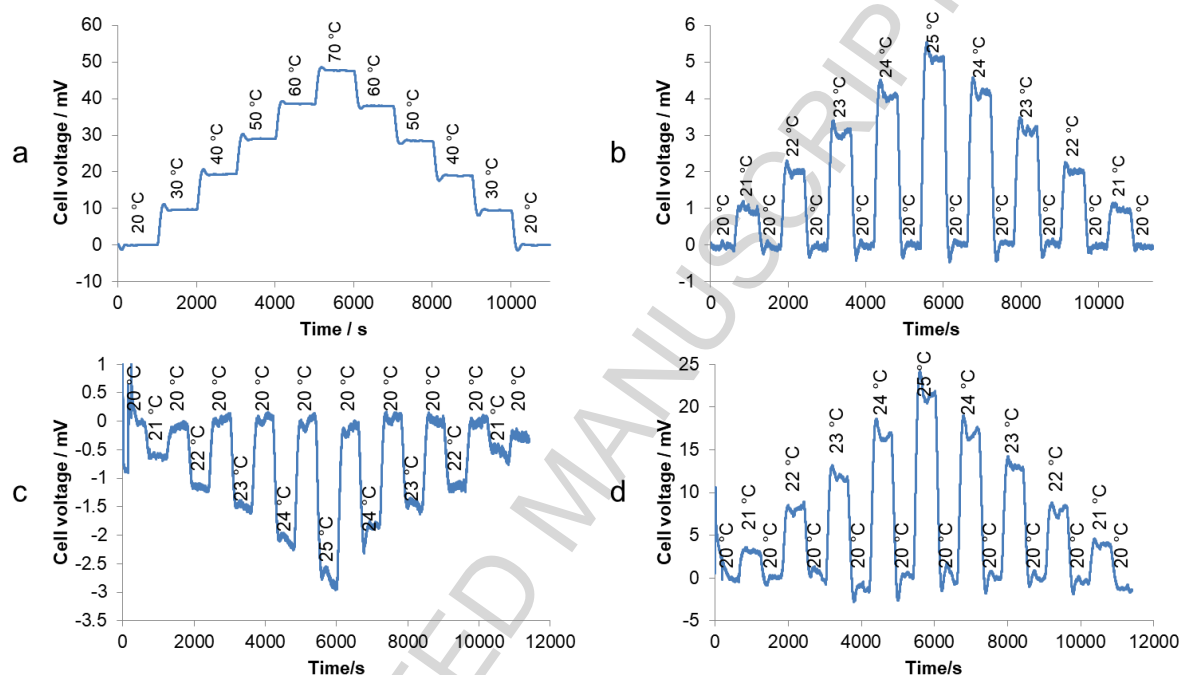 a
Cell voltage / mV
60
50
40
30
20
10
0
-10
20 °C
30 °C
40 °C
50 °C
60 °C
70 °C
60 °C
50 °C
40 °C
30 °C
20 °C
0 2000 4000 6000 8000 10000
Time / s
b
Cell voltage / mV
6
5
4
3
2
1
0
-1
20 °C
21 °C
20 °C
22 °C
20 °C
23 °C
20 °C
24 °C
20 °C
25 °C
20 °C
24 °C
20 °C
23 °C
20 °C
22 °C
20 °C
21 °C
20 °C
0 2000 4000 6000 8000 10000
Time/s
c
Cell voltage / mV
1
0.5
0
-0.5
-1
-1.5
-2
-2.5
-3
-3.5
20 °C
21 °C
20 °C
22 °C
20 °C
23 °C
20 °C
24 °C
20 °C
25 °C
20 °C
24 °C
20 °C
23 °C
20 °C
22 °C
20 °C
21 °C
20 °C
0 2000 4000 6000 8000 10000 12000
Time/s
d
Cell voltage / mV
25
20
15
10
5
0
-5
20 °C
21 °C
20 °C
22 °C
20 °C
23 °C
20 °C
24 °C
20 °C
25 °C
20 °C
24 °C
20 °C
23 °C
20 °C
22 °C
20 °C
21 °C
20 °C
0 2000 4000 6000 8000 10000 12000
Time/s
TED MANUSCRIP